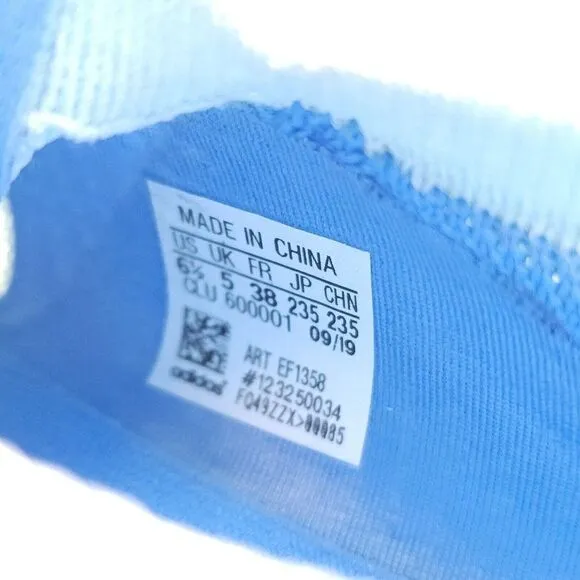 MADE IN CHINA
US UK FR JP CHN
6½ 5 38 235 235
CLU 600001 09/19
ART EF1358
#123250034
adidas FQ49ZZX>00085